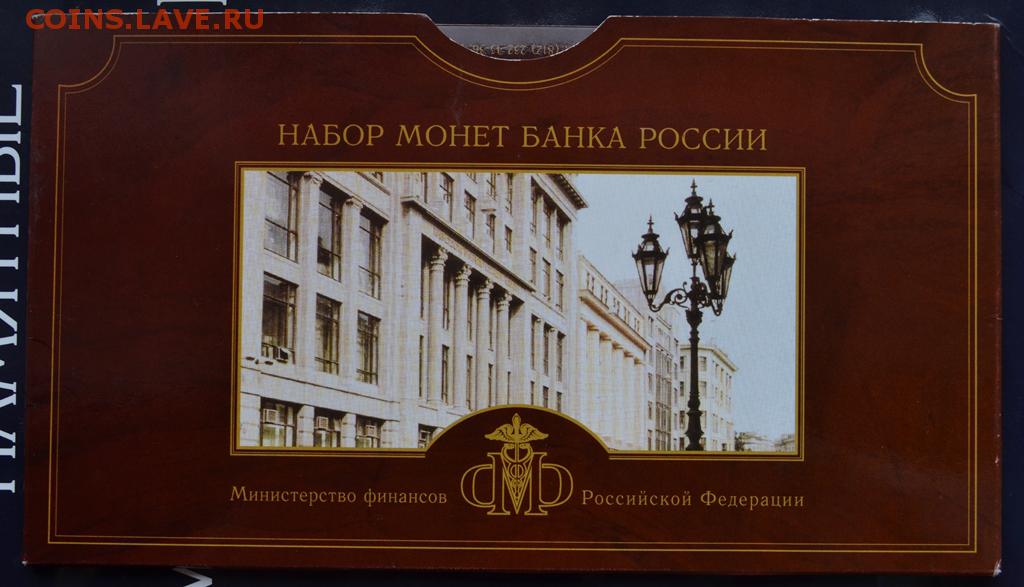 COINS.LAVE.RU
НАБОР МОНЕТ БАНКА РОССИИ
Министерство финансов Российской Федерации